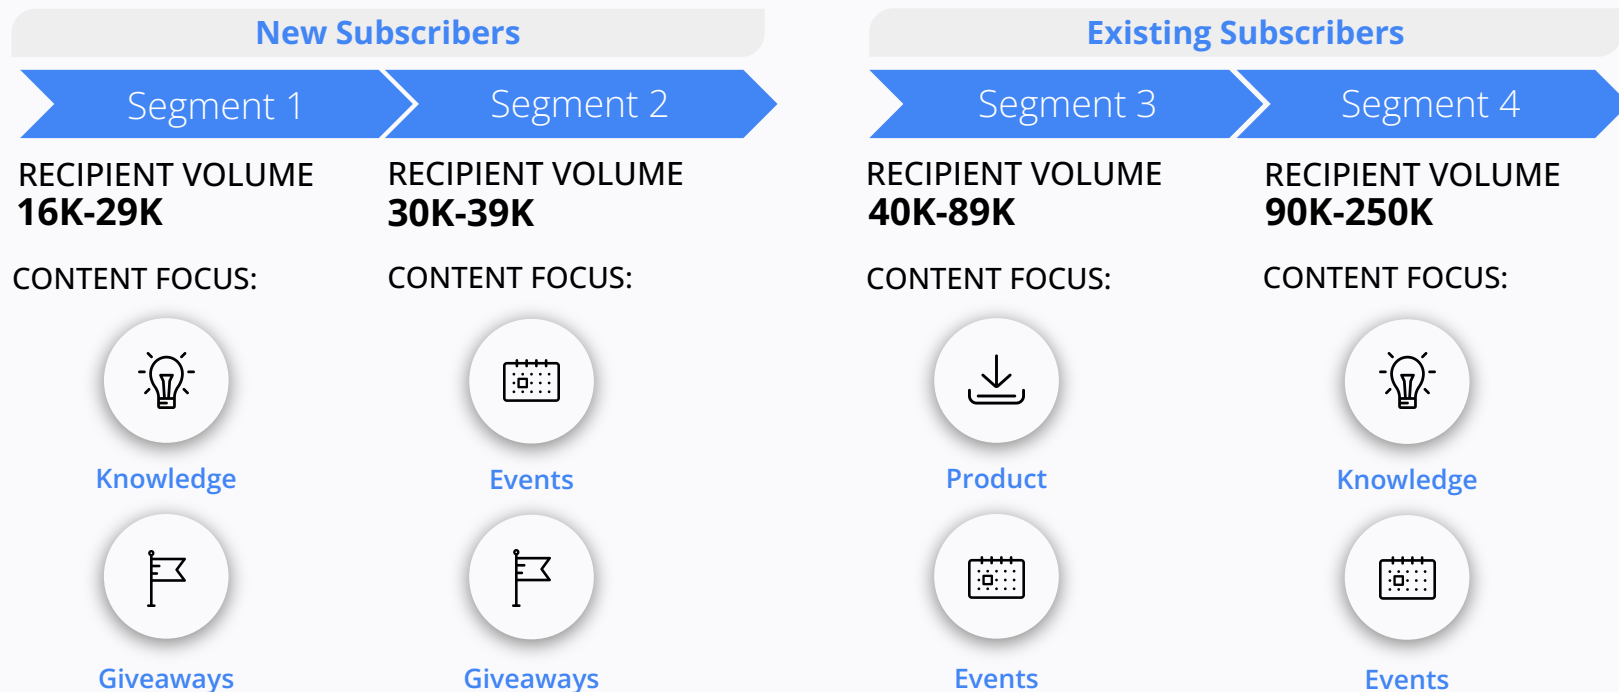 New Subscribers
Existing Subscribers
Segment 1
Segment 2
Segment 3
Segment 4
RECIPIENT VOLUME
16K-29K
RECIPIENT VOLUME
30K-39K
RECIPIENT VOLUME
40K-89K
RECIPIENT VOLUME
90K-250K
CONTENT FOCUS:
CONTENT FOCUS:
CONTENT FOCUS:
CONTENT FOCUS:
Knowledge
Events
Product
Knowledge
Giveaways
Giveaways
Events
Events